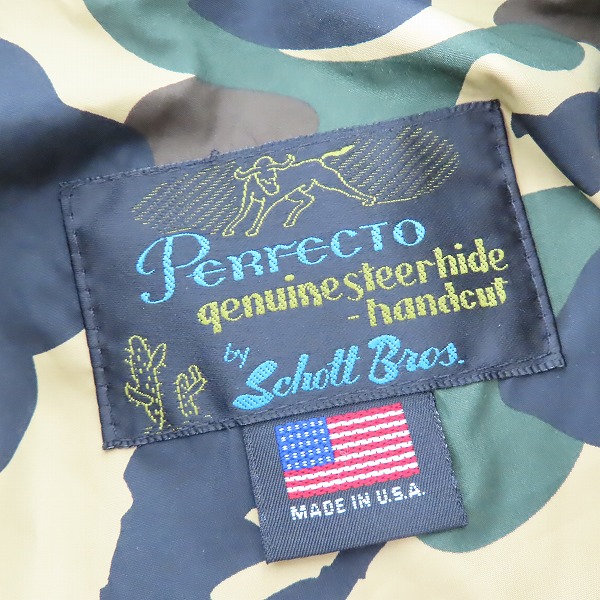 PERFECTO
genuine steerhide
-handcut
by Schott Bros.
MADE IN U.S.A.